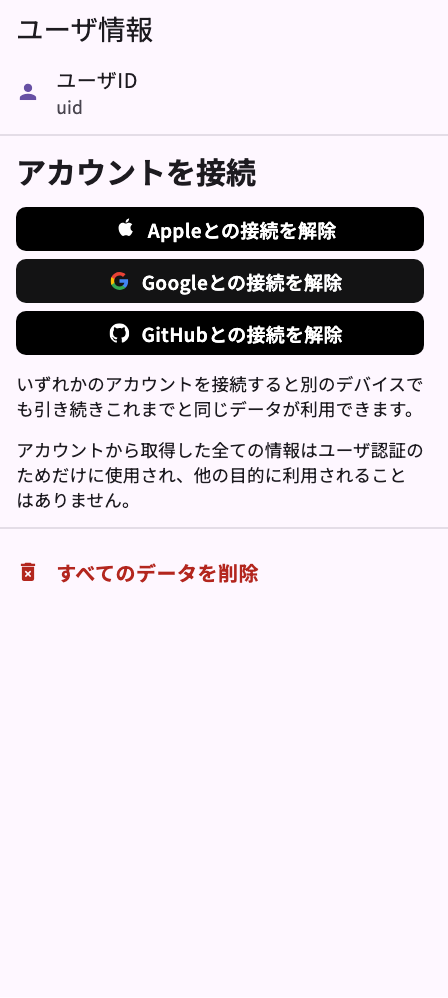 ユーザ情報
ユーザID
uid
アカウントを接続
Appleとの接続を解除
Googleとの接続を解除
GitHubとの接続を解除
いずれかのアカウントを接続すると別のデバイスで
も引き続きこれまでと同じデータが利用できます。
アカウントから取得した全ての情報はユーザ認証の
ためだけに使用され、他の目的に利用されること
はありません。
すべてのデータを削除